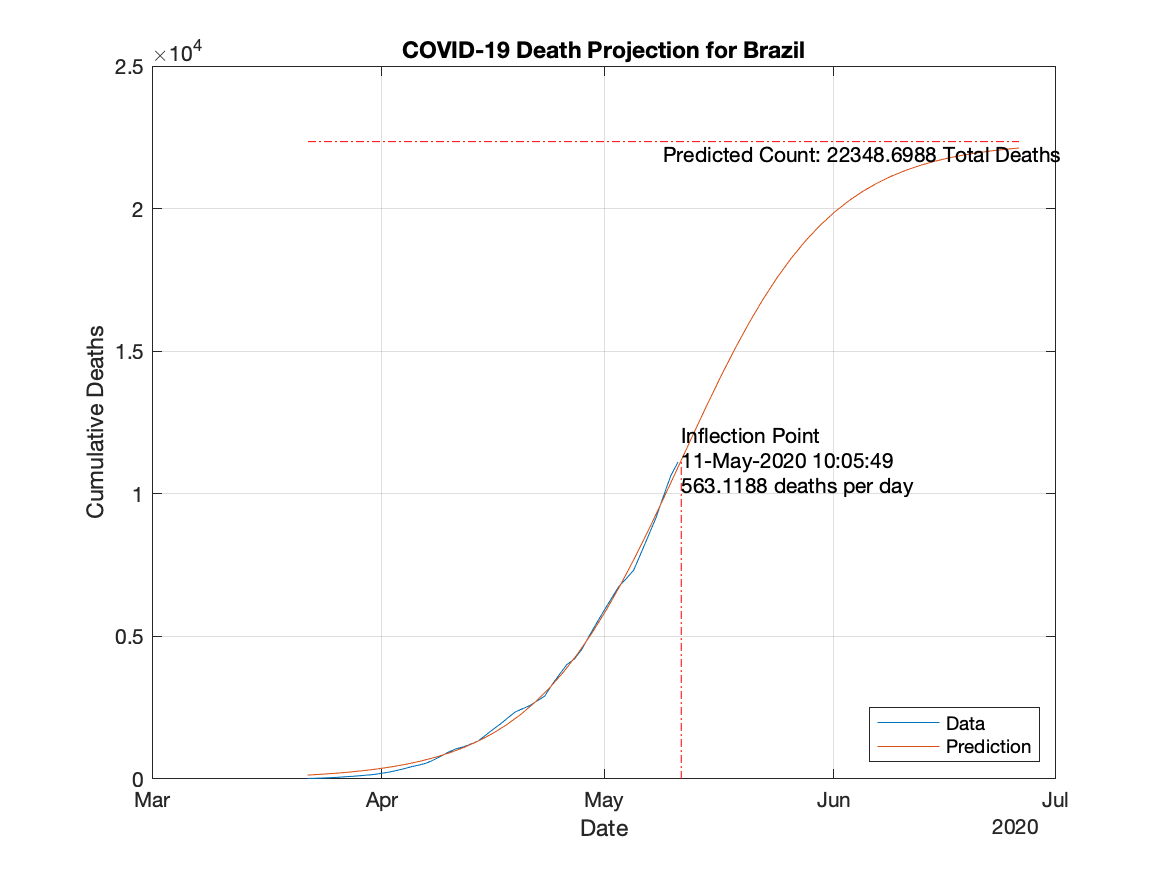 COVID-19 Death Projection for Brazil
×10⁴
2.5
2
1.5
1
0.5
0
Cumulative Deaths
Predicted Count: 22348.6988 Total Deaths
Inflection Point
11-May-2020 10:05:49
563.1188 deaths per day
Data
Prediction
Mar Apr May Jun Jul
Date
2020